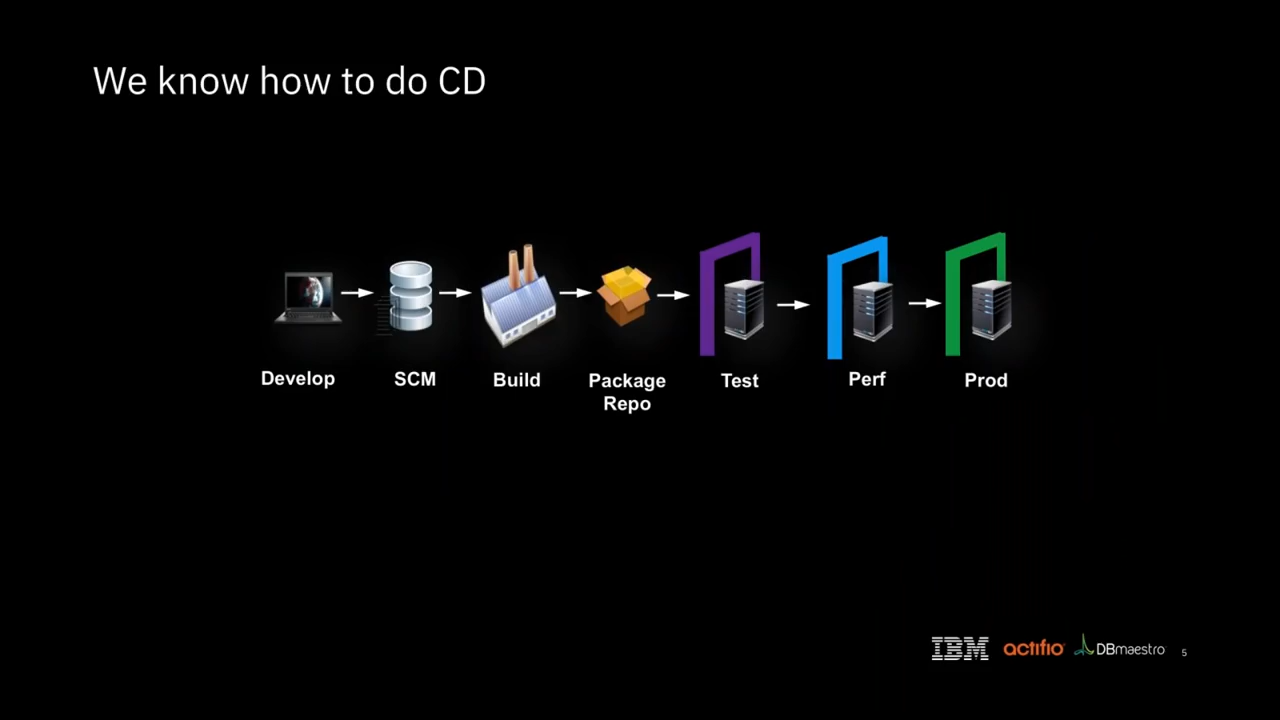 We know how to do CD
Develop
SCM
Build
Package
Repo
Test
Perf
Prod
IBM
actifio
DBmaestro
5